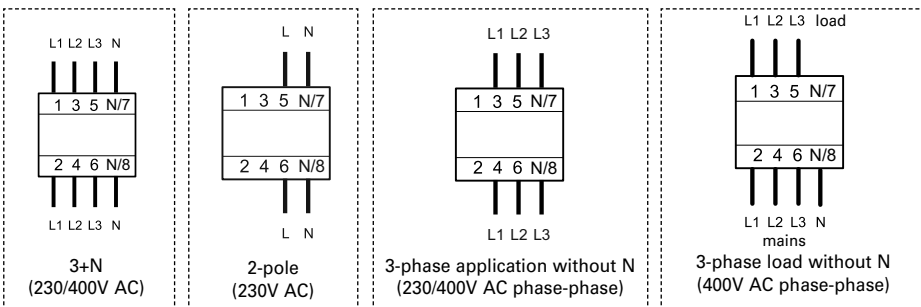 L1 L2 L3 N
1 3 5 N/7
2 4 6 N/8
L1 L2 L3 N
3+N
(230/400V AC)
L N
1 3 5 N/7
2 4 6 N/8
L N
2-pole
(230V AC)
L1 L2 L3
1 3 5 N/7
2 4 6 N/8
L1 L2 L3
3-phase application without N
(230/400V AC phase-phase)
L1 L2 L3 load
1 3 5 N/7
2 4 6 N/8
L1 L2 L3 N
mains
3-phase load without N
(400V AC phase-phase)